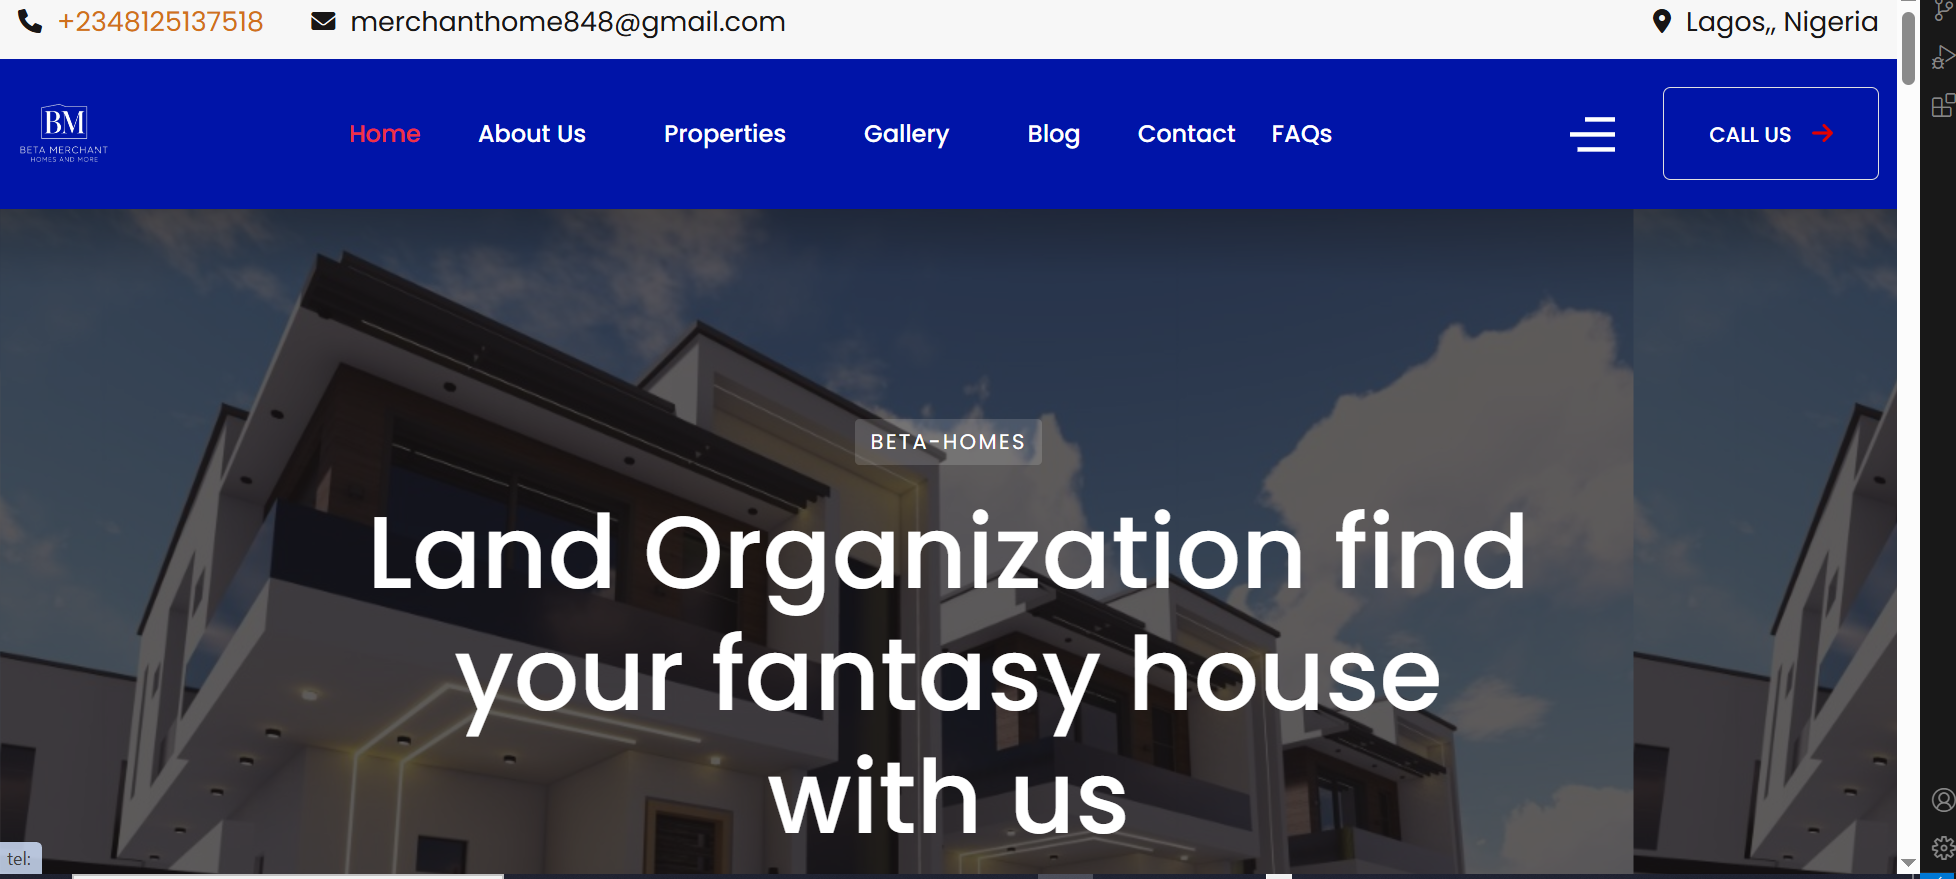 +2348125137518 merchanthome848@gmail.com Lagos,, Nigeria
BM
BETA MERCHANT
HOMES AND MORE
Home About Us Properties Gallery Blog Contact FAQs CALL US
BETA-HOMES
Land Organization find
your fantasy house
with us
tel: